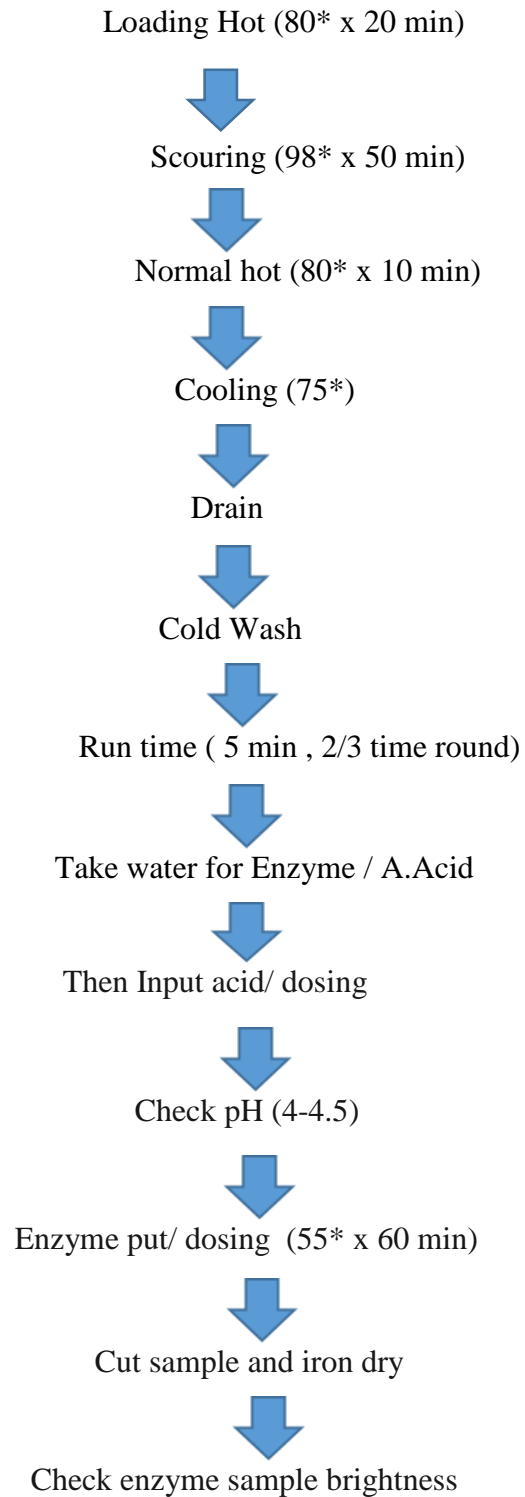 Loading Hot (80* x 20 min)
Scouring (98* x 50 min)
Normal hot (80* x 10 min)
Cooling (75*)
Drain
Cold Wash
Run time ( 5 min , 2/3 time round)
Take water for Enzyme / A.Acid
Then Input acid/ dosing
Check pH (4-4.5)
Enzyme put/ dosing (55* x 60 min)
Cut sample and iron dry
Check enzyme sample brightness